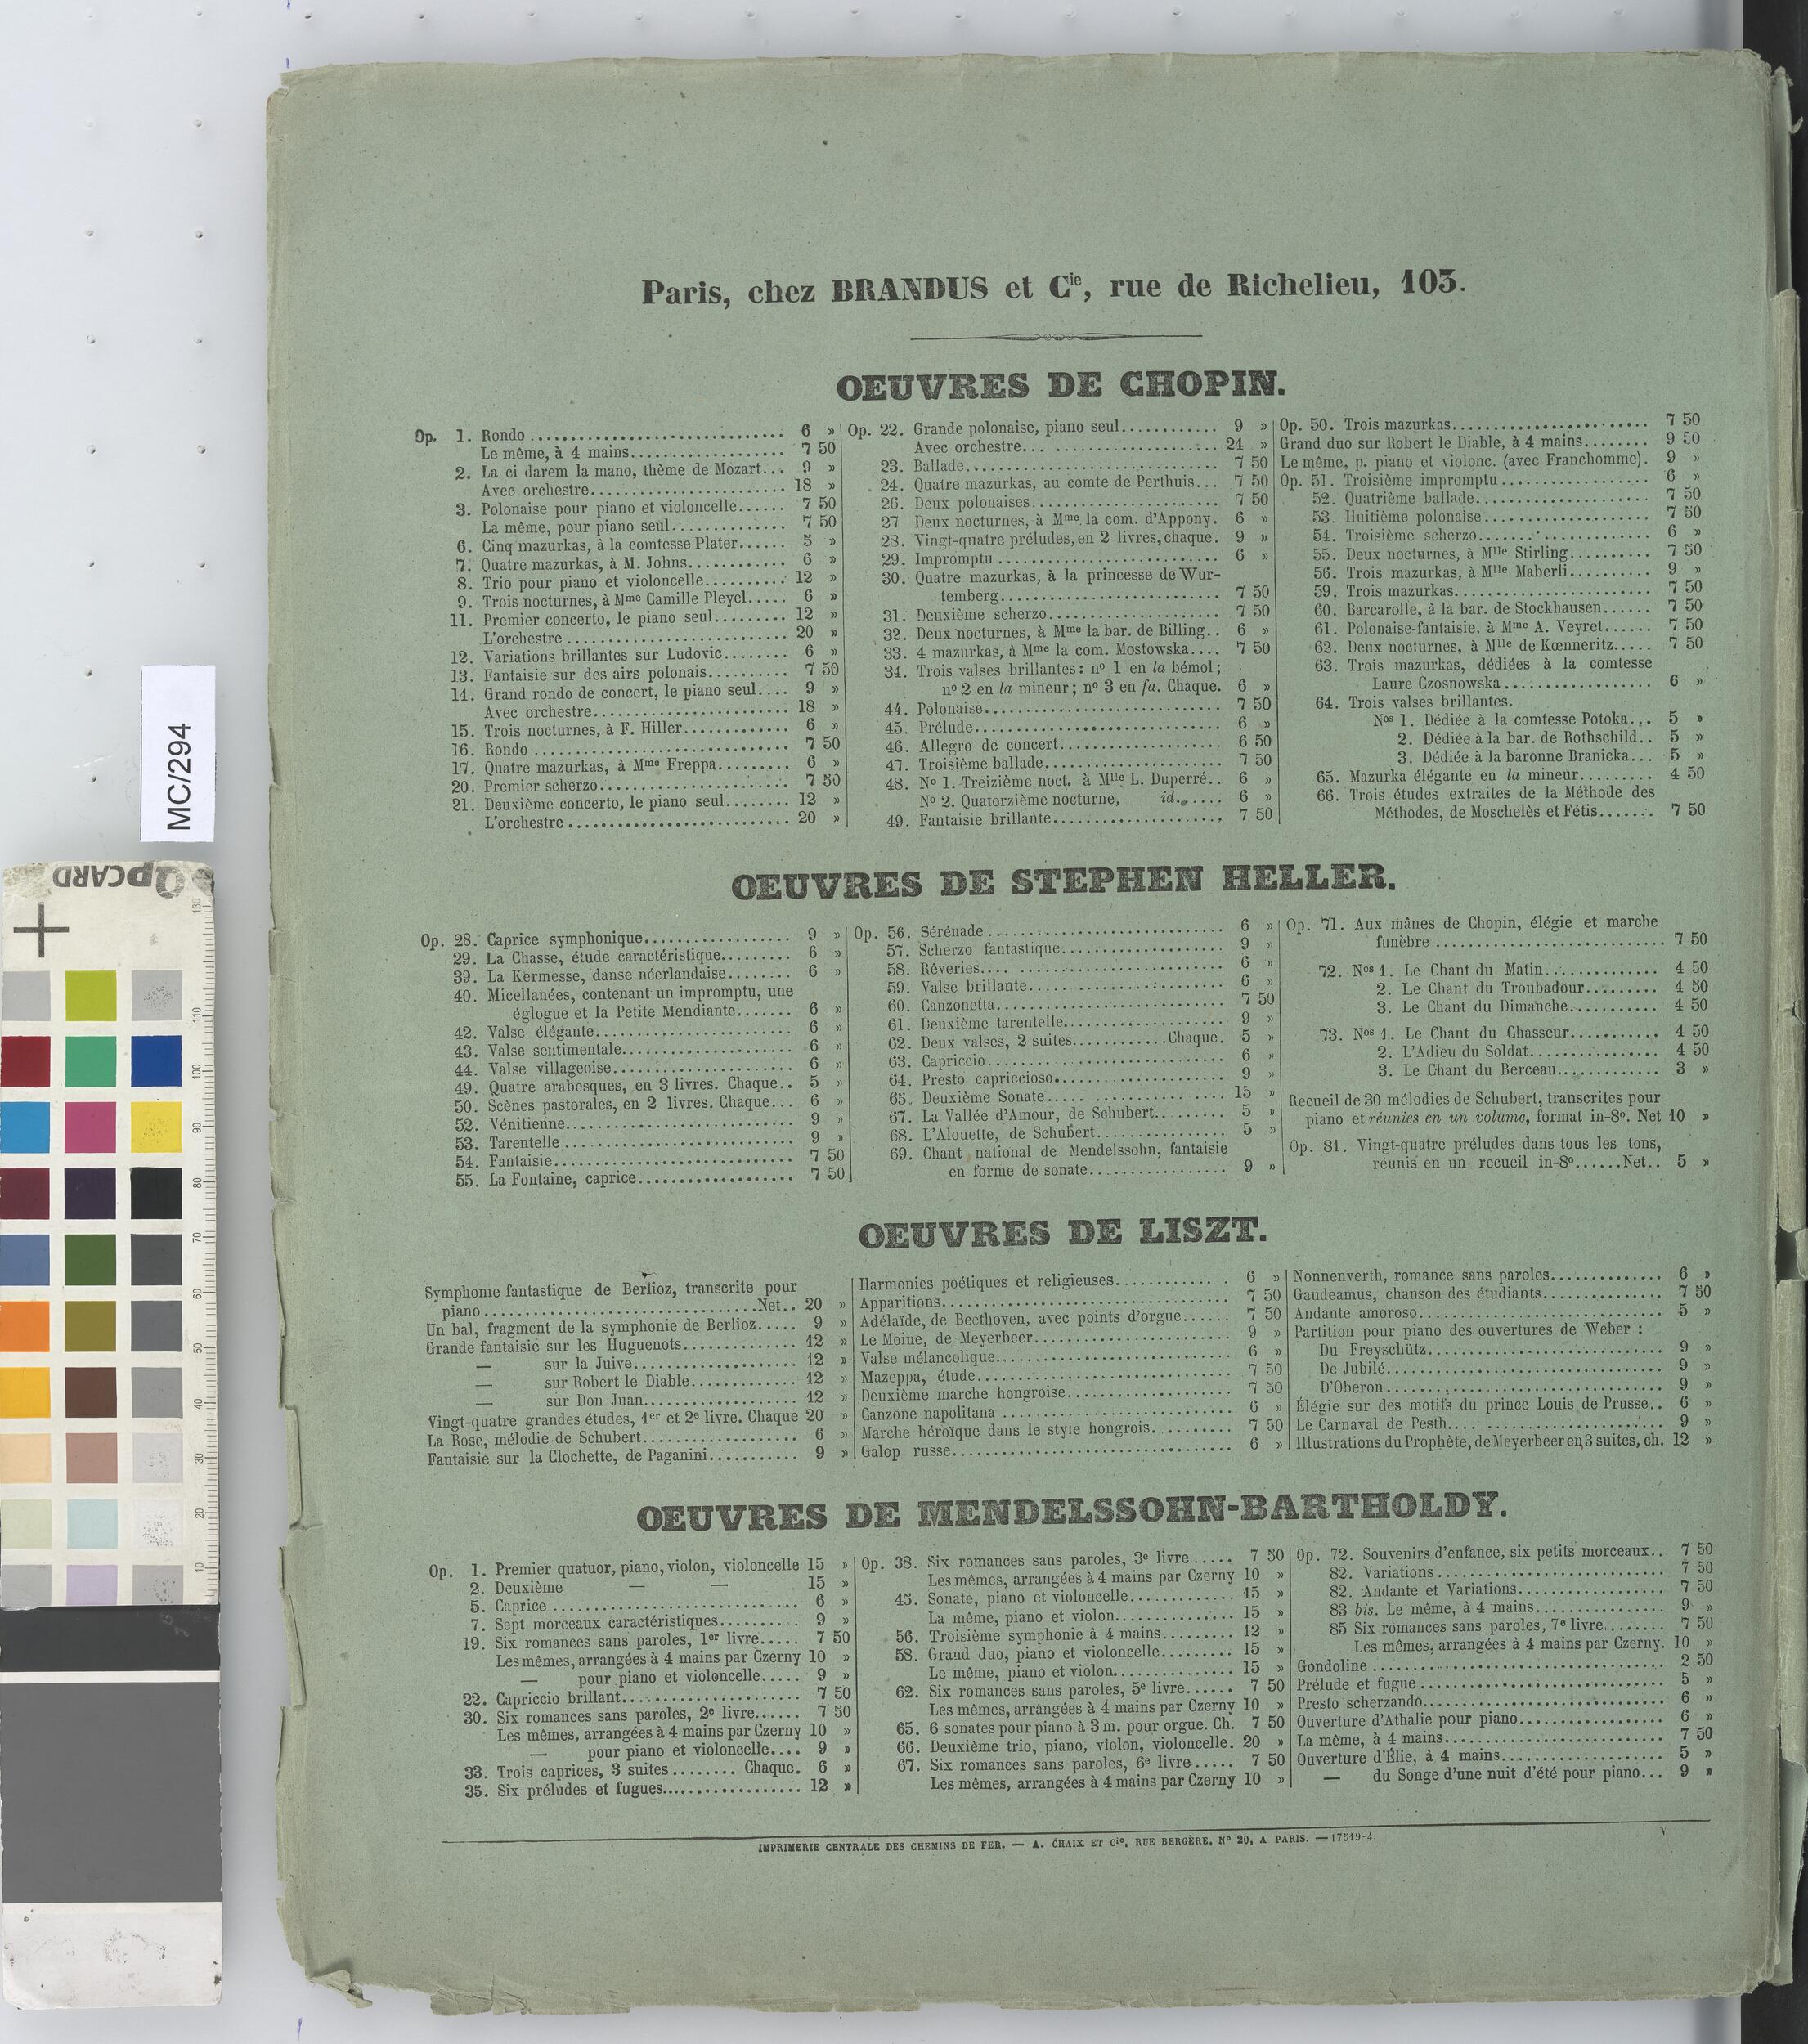 Paris, chez BRANDUS et Cie, rue de Richelieu, 103.
OEUVRES DE CHOPIN.
Op. 1. Rondo 6 »
Le même, à 4 mains 7 50
2. La ci darem la mano, thème de Mozart 9 »
Avec orchestre 18 »
3. Polonaise pour piano et violoncelle 7 50
La même, pour piano seul 7 50
6. Cinq mazurkas, à la comtesse Plater 5 »
7. Quatre mazurkas, à M. Johns 6 »
8. Trio pour piano et violoncelle 12 »
9. Trois nocturnes, à Mme Camille Pleyel 6 »
11. Premier concerto, le piano seul 12 »
L'orchestre 20 »
12. Variations brillantes sur Ludovic 6 »
13. Fantaisie sur des airs polonais 7 50
14. Grand rondo de concert, le piano seul 9 »
Avec orchestre 18 »
15. Trois nocturnes, à F. Hiller 6 »
16. Rondo 7 50
17. Quatre mazurkas, à Mme Freppa 6 »
20. Premier scherzo 7 50
21. Deuxième concerto, le piano seul 12 »
L'orchestre 20 »
Op. 22. Grande polonaise, piano seul 9 »
Avec orchestre 24 »
23. Ballade 7 50
24. Quatre mazurkas, au comte de Perthuis 7 50
26. Deux polonaises 7 50
27 Deux nocturnes, à Mme la com. d'Appony. 6 »
28. Vingt-quatre préludes, en 2 livres, chaque. 9 »
29. Impromptu 6 »
30. Quatre mazurkas, à la princesse de Wur-
temberg 7 50
31. Deuxième scherzo 7 50
32. Deux nocturnes, à Mme la bar. de Billing 6 »
33. 4 mazurkas, à Mme la com. Mostowska 7 50
34. Trois valses brillantes: no 1 en la bémol;
no 2 en la mineur; no 3 en fa. Chaque. 6 »
44. Polonaise 7 50
45. Prélude 6 »
46. Allegro de concert 6 50
47. Troisième ballade 7 50
48. No 1. Treizième noct. à Mlle L. Duperré 6 »
No 2. Quatorzième nocturne, id. 6 »
49. Fantaisie brillante 7 50
Op. 50. Trois mazurkas 7 50
Grand duo sur Robert le Diable, à 4 mains 9 50
Le même, p. piano et violonc. (avec Franchomme). 9 »
Op. 51. Troisième impromptu 6 »
52. Quatrième ballade 7 50
53. Huitième polonaise 7 50
54. Troisième scherzo 6 »
55. Deux nocturnes, à Mlle Stirling 7 50
56. Trois mazurkas, à Mlle Maberli 9 »
59. Trois mazurkas 7 50
60. Barcarolle, à la bar. de Stockhausen 7 50
61. Polonaise-fantaisie, à Mme A. Veyret 7 50
62. Deux nocturnes, à Mlle de Kœnneritz 7 50
63. Trois mazurkas, dédiées à la comtesse
Laure Czosnowska 6 »
64. Trois valses brillantes.
Nos 1. Dédiée à la comtesse Potoka 5 »
2. Dédiée à la bar. de Rothschild 5 »
3. Dédiée à la baronne Branicka 5 »
65. Mazurka élégante en la mineur 4 50
66. Trois études extraites de la Méthode des
Méthodes, de Moschelès et Fétis 7 50
OEUVRES DE STEPHEN HELLER.
Op. 28. Caprice symphonique 9 »
29. La Chasse, étude caractéristique 6 »
39. La Kermesse, danse néerlandaise 6 »
40. Micellanées, contenant un impromptu, une
églogue et la Petite Mendiante 6 »
42. Valse élégante 6 »
43. Valse sentimentale 6 »
44. Valse villageoise 6 »
49. Quatre arabesques, en 3 livres. Chaque 5 »
50. Scènes pastorales, en 2 livres. Chaque 6 »
52. Vénitienne 9 »
53. Tarentelle 9 »
54. Fantaisie 7 50
55. La Fontaine, caprice 7 50
Op. 56. Sérénade 6 »
57. Scherzo fantastique 9 »
58. Rêveries 6 »
59. Valse brillante 6 »
60. Canzonetta 7 50
61. Deuxième tarentelle 9 »
62. Deux valses, 2 suites Chaque. 5 »
63. Capriccio 6 »
64. Presto capriccioso 9 »
65. Deuxième Sonate 15 »
67. La Vallée d'Amour, de Schubert 5 »
68. L'Alouette, de Schubert 5 »
69. Chant national de Mendelssohn, fantaisie
en forme de sonate 9 »
Op. 71. Aux mânes de Chopin, élégie et marche
funèbre 7 50
72. Nos 1. Le Chant du Matin 4 50
2. Le Chant du Troubadour 4 50
3. Le Chant du Dimanche 4 50
73. Nos 1. Le Chant du Chasseur 4 50
2. L'Adieu du Soldat 4 50
3. Le Chant du Berceau 3 »
Recueil de 30 mélodies de Schubert, transcrites pour
piano et réunies en un volume, format in-8o. Net 10 »
Op. 81. Vingt-quatre préludes dans tous les tons,
réunis en un recueil in-8o Net 5 »
OEUVRES DE LISZT.
Symphonie fantastique de Berlioz, transcrite pour
piano Net 20 »
Un bal, fragment de la symphonie de Berlioz 9 »
Grande fantaisie sur les Huguenots 12 »
— sur la Juive 12 »
— sur Robert le Diable 12 »
— sur Don Juan 12 »
Vingt-quatre grandes études, 1er et 2e livre. Chaque 20 »
La Rose, mélodie de Schubert 6 »
Fantaisie sur la Clochette, de Paganini 9 »
Harmonies poétiques et religieuses 6 »
Apparitions 7 50
Adélaïde, de Beethoven, avec points d'orgue 7 50
Le Moine, de Meyerbeer 9 »
Valse mélancolique 6 »
Mazeppa, étude 7 50
Deuxième marche hongroise 7 50
Canzone napolitana 6 »
Marche héroïque dans le style hongrois 7 50
Galop russe 6 »
Nonnenverth, romance sans paroles 6 »
Gaudeamus, chanson des étudiants 7 50
Andante amoroso 5 »
Partition pour piano des ouvertures de Weber :
Du Freyschütz 9 »
De Jubilé 9 »
D'Oberon 9 »
Élégie sur des motifs du prince Louis de Prusse 6 »
Le Carnaval de Pesth 9 »
Illustrations du Prophète, de Meyerbeer en 3 suites, ch. 12 »
OEUVRES DE MENDELSSOHN-BARTHOLDY.
Op. 1. Premier quatuor, piano, violon, violoncelle 15 »
2. Deuxième — — 15 »
5. Caprice 6 »
7. Sept morceaux caractéristiques 9 »
19. Six romances sans paroles, 1er livre 7 50
Les mêmes, arrangées à 4 mains par Czerny 10 »
— pour piano et violoncelle 9 »
22. Capriccio brillant 7 50
30. Six romances sans paroles, 2e livre 7 50
Les mêmes, arrangées à 4 mains par Czerny 10 »
— pour piano et violoncelle 9 »
33. Trois caprices, 3 suites Chaque. 6 »
35. Six préludes et fugues 12 »
Op. 38. Six romances sans paroles, 3e livre 7 50
Les mêmes, arrangées à 4 mains par Czerny 10 »
45. Sonate, piano et violoncelle 15 »
La même, piano et violon 15 »
56. Troisième symphonie à 4 mains 12 »
58. Grand duo, piano et violoncelle 15 »
Le même, piano et violon 15 »
62. Six romances sans paroles, 5e livre 7 50
Les mêmes, arrangées à 4 mains par Czerny 10 »
65. 6 sonates pour piano à 3 m. pour orgue. Ch. 7 50
66. Deuxième trio, piano, violon, violoncelle. 20 »
67. Six romances sans paroles, 6e livre 7 50
Les mêmes, arrangées à 4 mains par Czerny 10 »
Op. 72. Souvenirs d'enfance, six petits morceaux 7 50
82. Variations 7 50
82. Andante et Variations 7 50
83 bis. Le même, à 4 mains 9 »
85 Six romances sans paroles, 7e livre 7 50
Les mêmes, arrangées à 4 mains par Czerny. 10 »
Gondoline 2 50
Prélude et fugue 5 »
Presto scherzando 6 »
Ouverture d'Athalie pour piano 6 »
La même, à 4 mains 7 50
Ouverture d'Élie, à 4 mains 5 »
— du Songe d'une nuit d'été pour piano 9 »
IMPRIMERIE CENTRALE DES CHEMINS DE FER. — A. CHAIX ET Cie, RUE BERGÈRE, No 20, A PARIS. — 17549-4.
V
MC/294
QPCARD
130
110
100
90
80
70
60
50
40
30
20
10